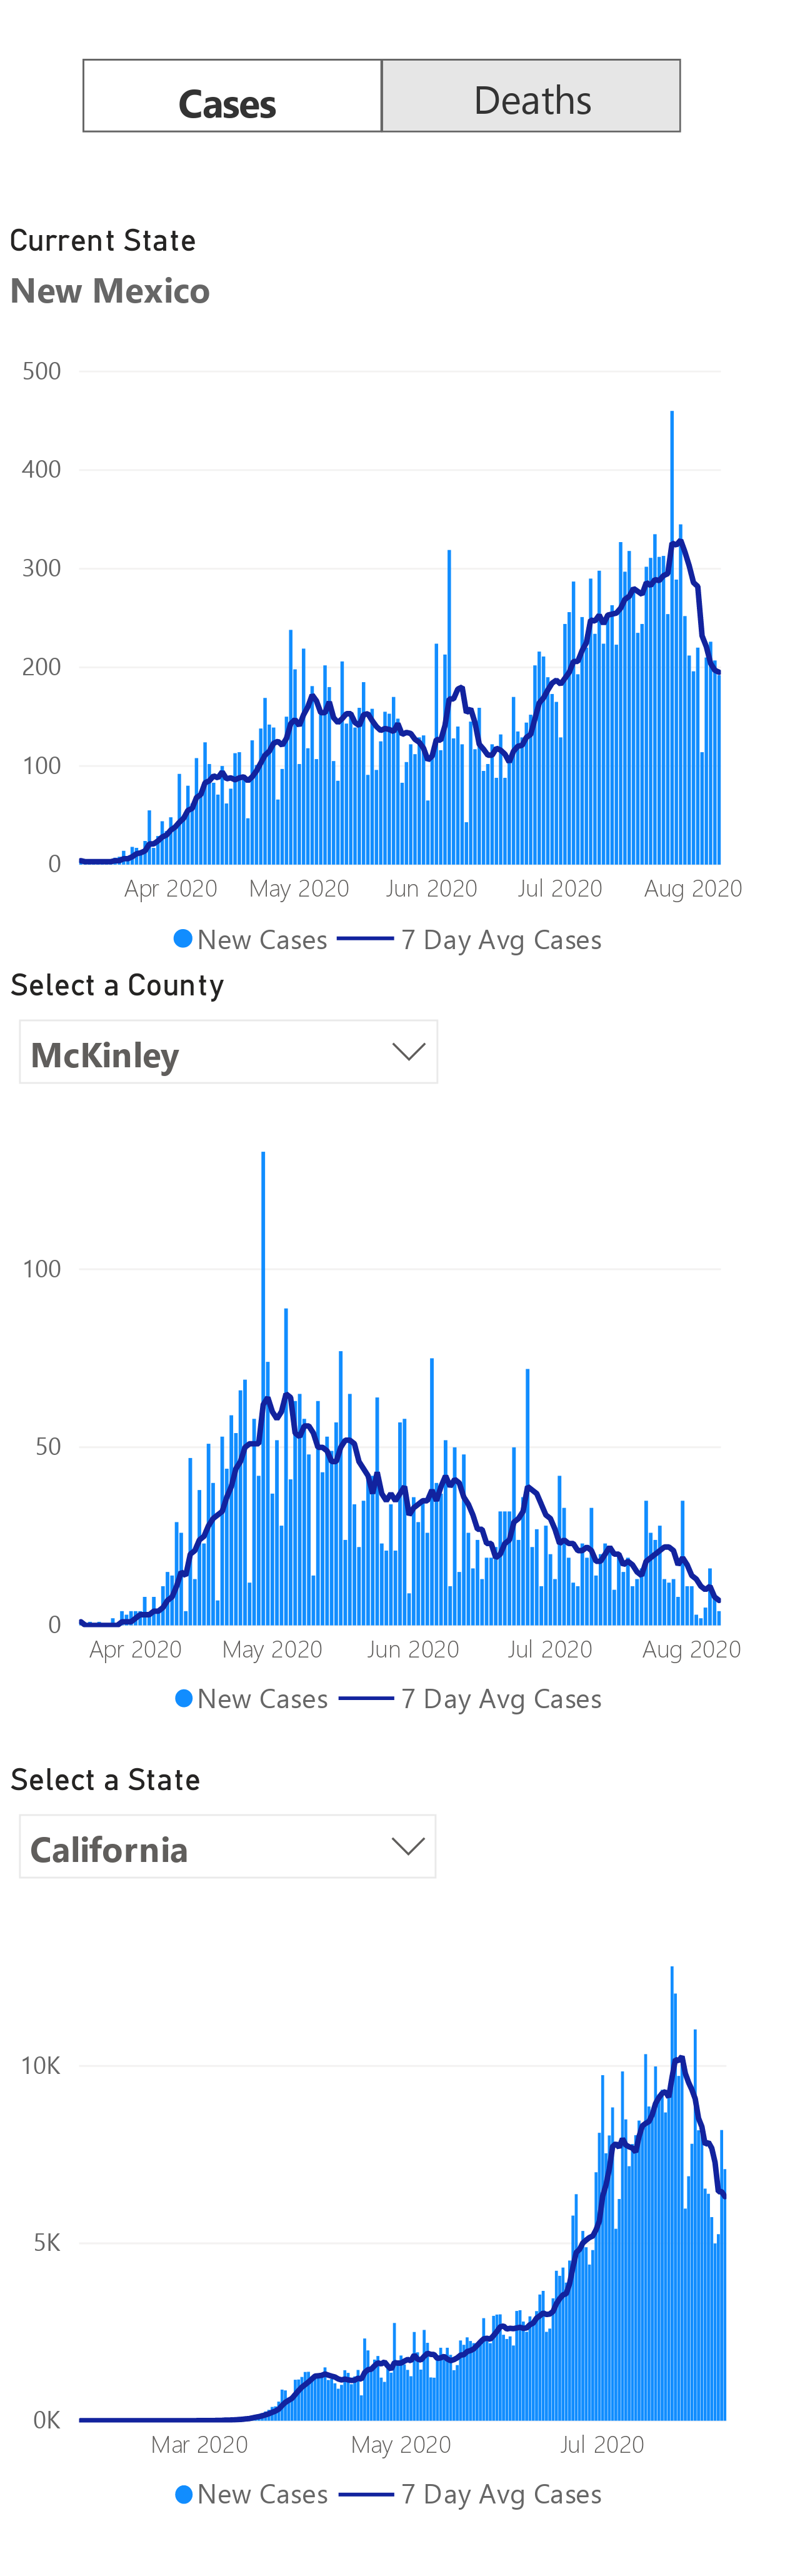 Cases Deaths
Current State
New Mexico
500
400
300
200
100
0
Apr 2020 May 2020 Jun 2020 Jul 2020 Aug 2020
New Cases 7 Day Avg Cases
Select a County
McKinley
100
50
0
Apr 2020 May 2020 Jun 2020 Jul 2020 Aug 2020
New Cases 7 Day Avg Cases
Select a State
California
10K
5K
0K
Mar 2020 May 2020 Jul 2020
New Cases 7 Day Avg Cases